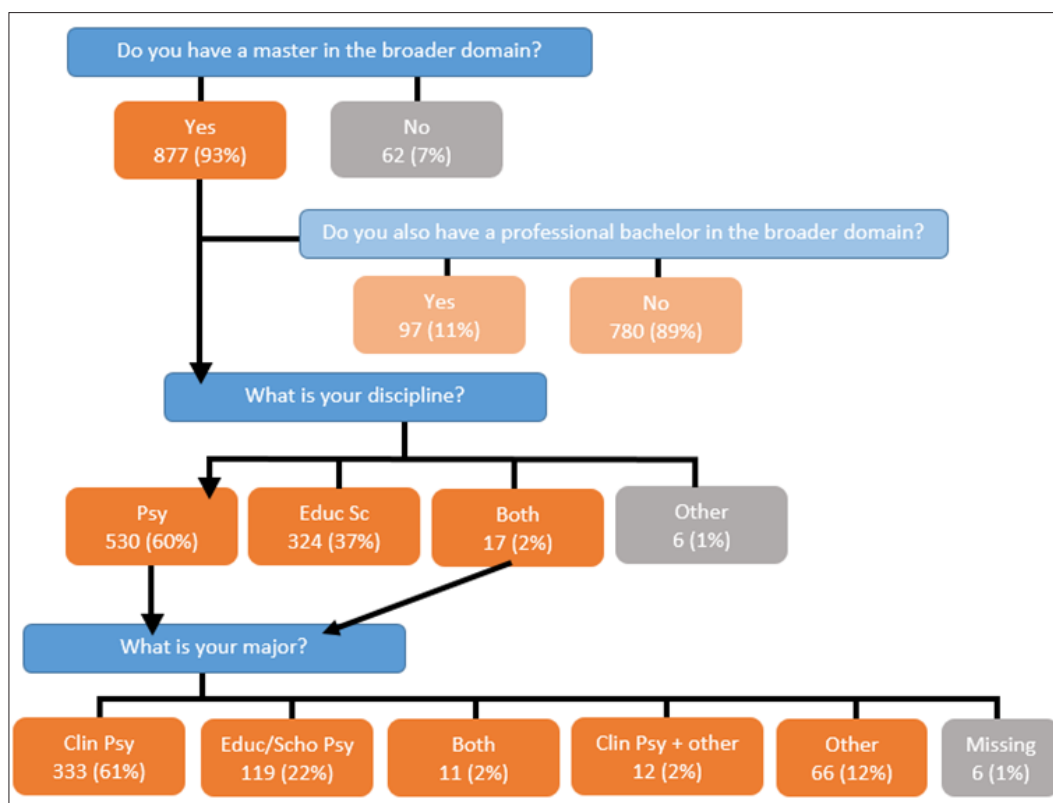 Do you have a master in the broader domain?
Yes
877 (93%)
No
62 (7%)
Do you also have a professional bachelor in the broader domain?
Yes
97 (11%)
No
780 (89%)
What is your discipline?
Psy
530 (60%)
Educ Sc
324 (37%)
Both
17 (2%)
Other
6 (1%)
What is your major?
Clin Psy
333 (61%)
Educ/Scho Psy
119 (22%)
Both
11 (2%)
Clin Psy + other
12 (2%)
Other
66 (12%)
Missing
6 (1%)